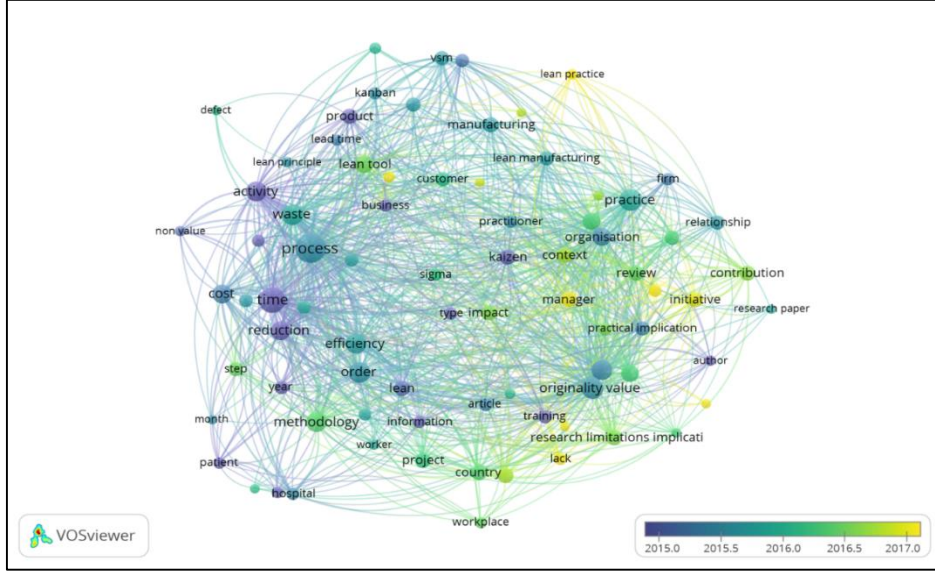 vsm
lean practice
kanban
defect
product
manufacturing
lead time
lean principle
lean tool
lean manufacturing
customer
firm
activity
practice
business
waste
practitioner
relationship
non value
organisation
process
kaizen
context
sigma
review
contribution
cost
time
manager
initiative
type
impact
research paper
reduction
practical implication
efficiency
step
order
author
year
lean
originality value
article
month
methodology
information
training
research limitations implicati
worker
patient
project
lack
country
hospital
workplace
VOSviewer
2015.0 2015.5 2016.0 2016.5 2017.0